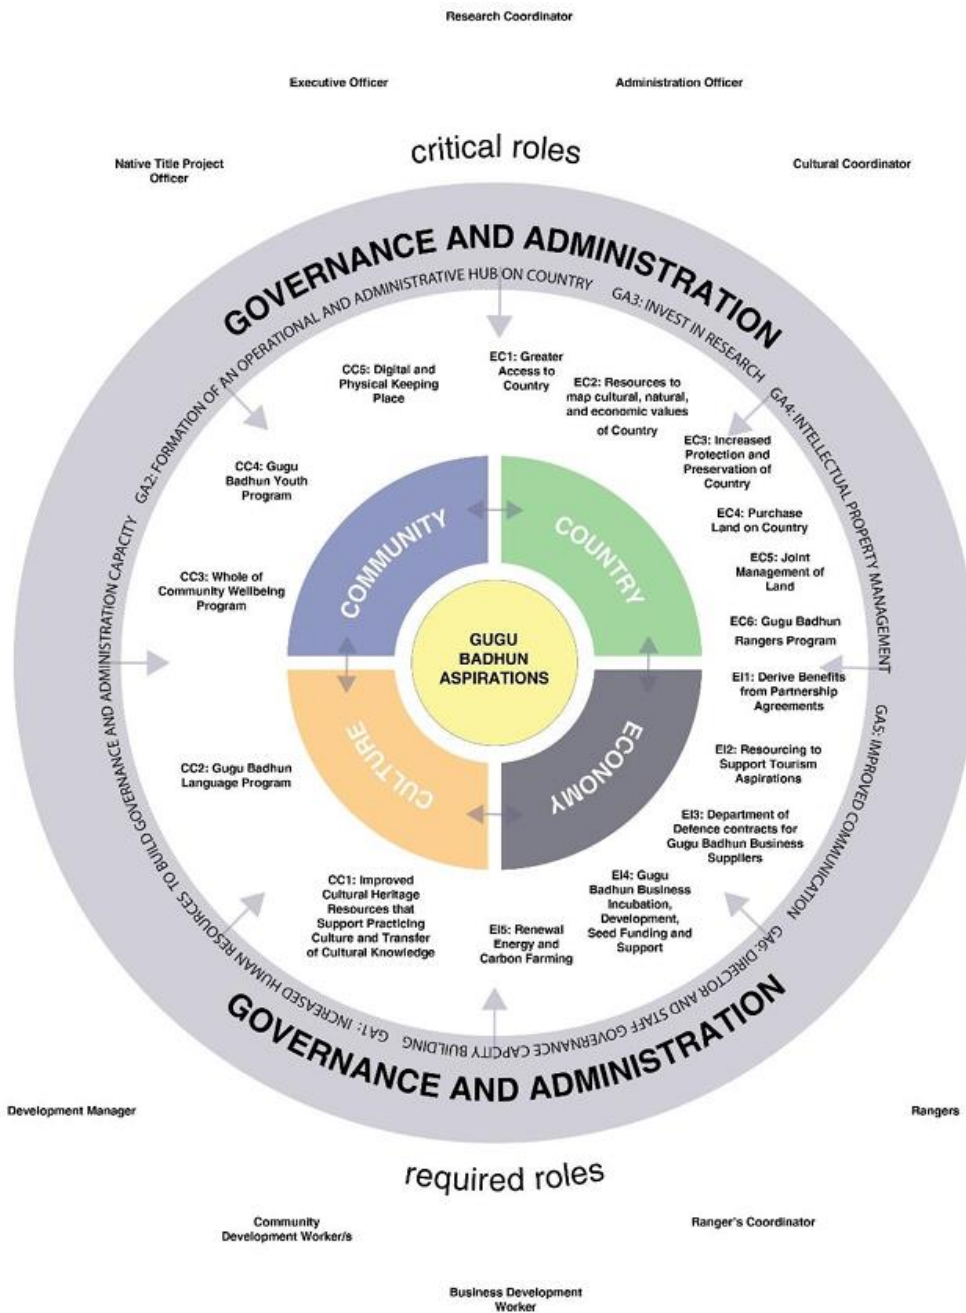 Research Coordinator
Executive Officer
Administration Officer
Native Title Project
Officer
critical roles
Cultural Coordinator
GOVERNANCE AND ADMINISTRATION
GA2: FORMATION OF AN OPERATIONAL AND ADMINISTRATIVE HUB ON COUNTRY
GA3: INVEST IN RESEARCH
GA4: INTELLECTUAL PROPERTY MANAGEMENT
GA5: IMPROVED COMMUNICATION
GA6: DIRECTOR AND STAFF GOVERNANCE CAPCITY BUILDING
GA1: INCREASED HUMAN RESOURCES TO BUILD GOVERNANCE AND ADMINISTRATION CAPACITY
CC5: Digital and
Physical Keeping
Place
EC1: Greater
Access to
Country
EC2: Resources to
map cultural, natural,
and economic values
of Country
EC3: Increased
Protection and
Preservation of
Country
CC4: Gugu
Badhun Youth
Program
EC4: Purchase
Land on Country
EC5: Joint
Management of
Land
CC3: Whole of
Community Wellbeing
Program
EC6: Gugu Badhun
Rangers Program
COMMUNITY
COUNTRY
GUGU
BADHUN
ASPIRATIONS
CULTURE
ECONOMY
EI1: Derive Benefits
from Partnership
Agreements
CC2: Gugu Badhun
Language Program
EI2: Resourcing to
Support Tourism
Aspirations
EI3: Department of
Defence contracts for
Gugu Badhun Business
Suppliers
CC1: Improved
Cultural Heritage
Resources that
Support Practicing
Culture and Transfer
of Cultural Knowledge
EI4: Gugu
Badhun Business
Incubation,
Development,
Seed Funding and
Support
EI5: Renewal
Energy and
Carbon Farming
GOVERNANCE AND ADMINISTRATION
Development Manager
Rangers
required roles
Community
Development Worker/s
Ranger's Coordinator
Business Development
Worker